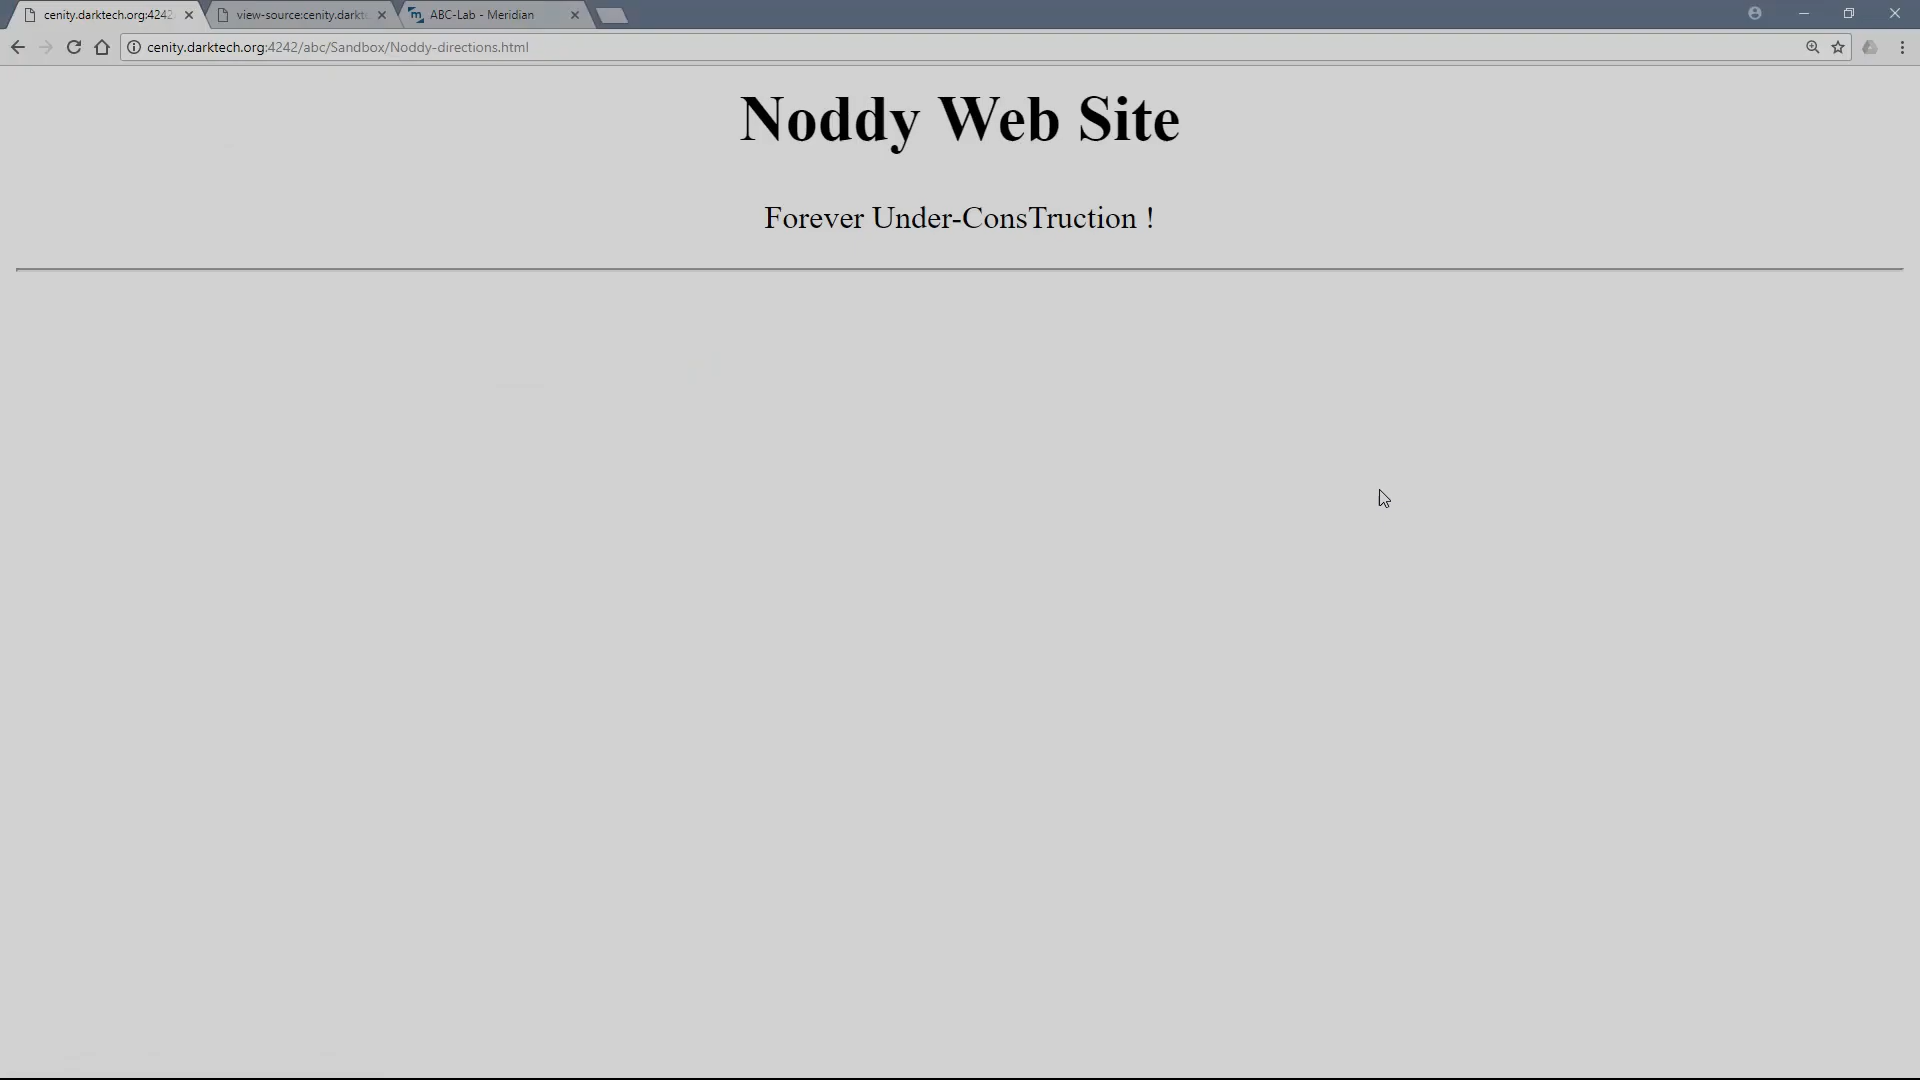 cenity.darktech.org:4242
view-source:cenity.darkt
ABC-Lab - Meridian
cenity.darktech.org:4242/abc/Sandbox/Noddy-directions.html
Noddy Web Site
Forever Under-ConsTruction !